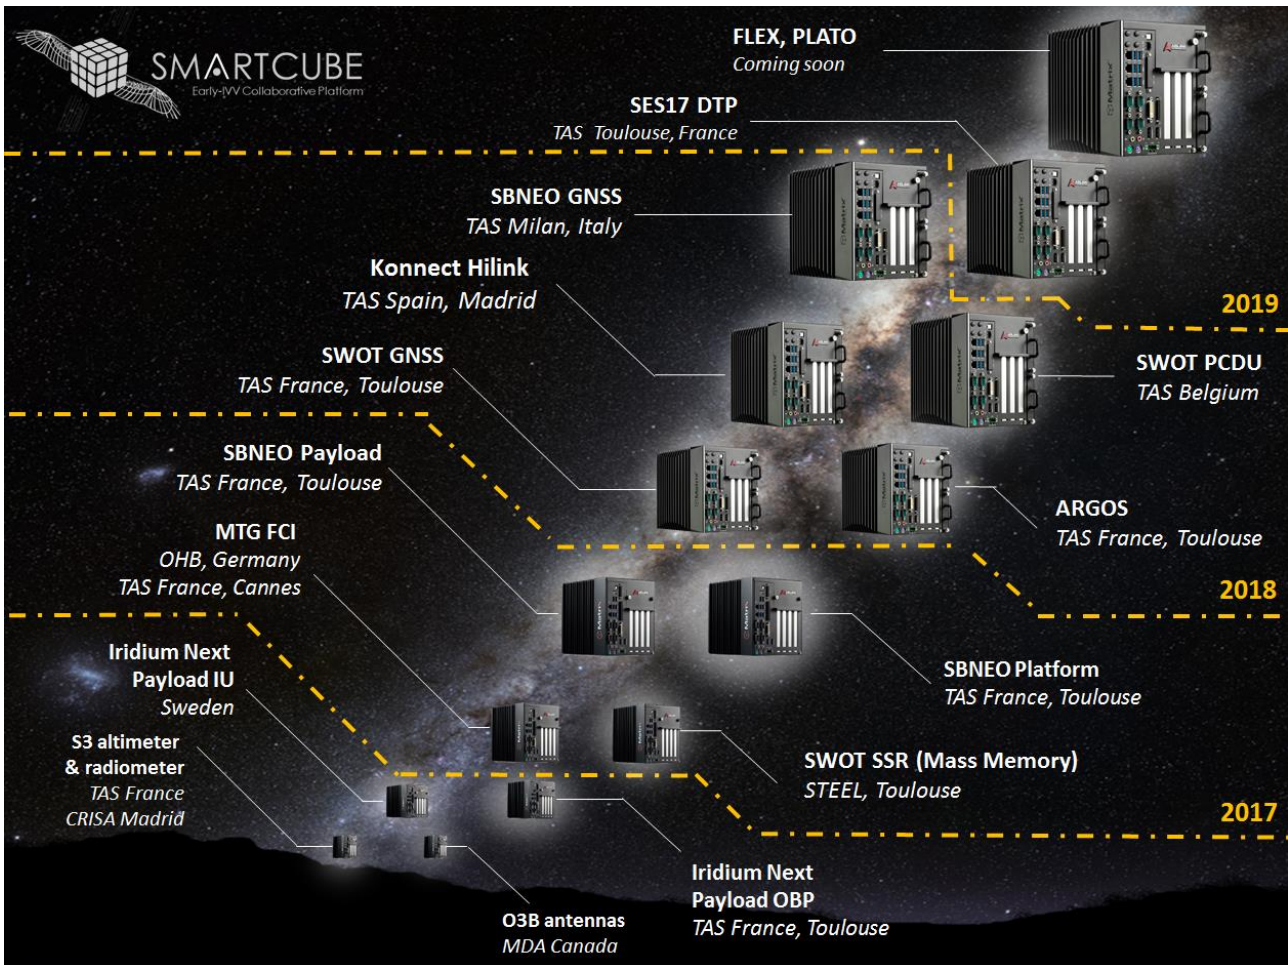 SMARTCUBE
Early-IVV Collaborative Platform
FLEX, PLATO
Coming soon
SES17 DTP
TAS Toulouse, France
SBNEO GNSS
TAS Milan, Italy
Konnect Hilink
TAS Spain, Madrid
2019
SWOT GNSS
TAS France, Toulouse
SWOT PCDU
TAS Belgium
SBNEO Payload
TAS France, Toulouse
ARGOS
TAS France, Toulouse
MTG FCI
OHB, Germany
TAS France, Cannes
2018
Iridium Next
Payload IU
Sweden
SBNEO Platform
TAS France, Toulouse
S3 altimeter
& radiometer
TAS France
CRISA Madrid
SWOT SSR (Mass Memory)
STEEL, Toulouse
2017
Iridium Next
Payload OBP
TAS France, Toulouse
O3B antennas
MDA Canada